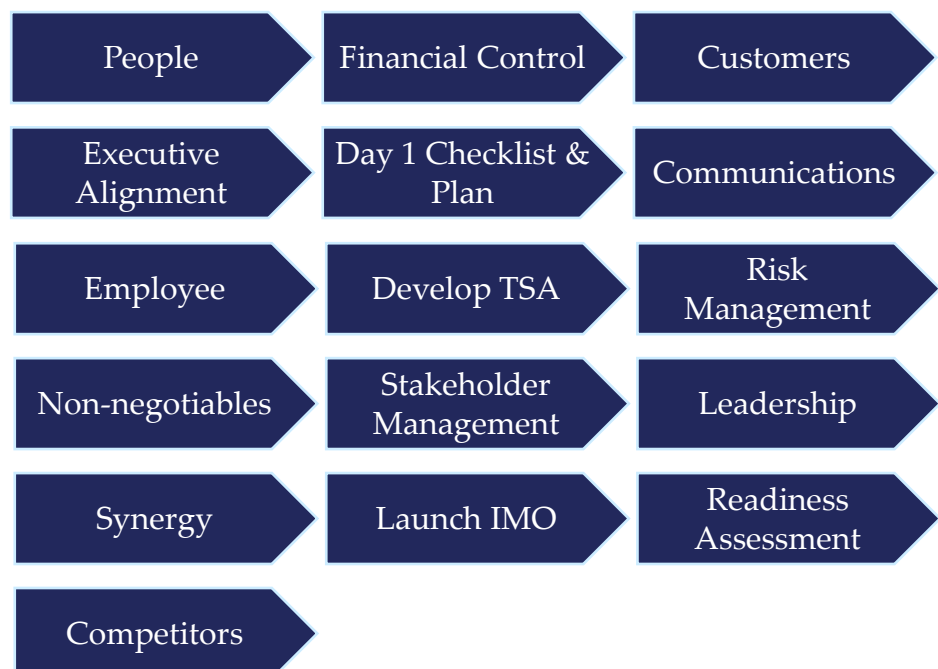 People
Financial Control
Customers
Executive
Alignment
Day 1 Checklist &
Plan
Communications
Employee
Develop TSA
Risk
Management
Non-negotiables
Stakeholder
Management
Leadership
Synergy
Launch IMO
Readiness
Assessment
Competitors